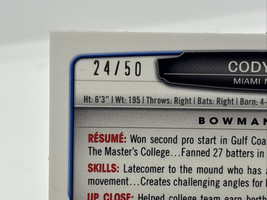 24/50
CODY
MIAMI
Ht: 6'3" | Wt: 195 | Throws: Right | Bats: Right | Born: 4-
BOWMAN
RÉSUMÉ: Won second pro start in Gulf Coa
The Master's College...Fanned 27 batters in
SKILLS: Latecomer to the mound who has a
movement...Creates challenging angles for
UP CLOSE: Helped college team earn berth